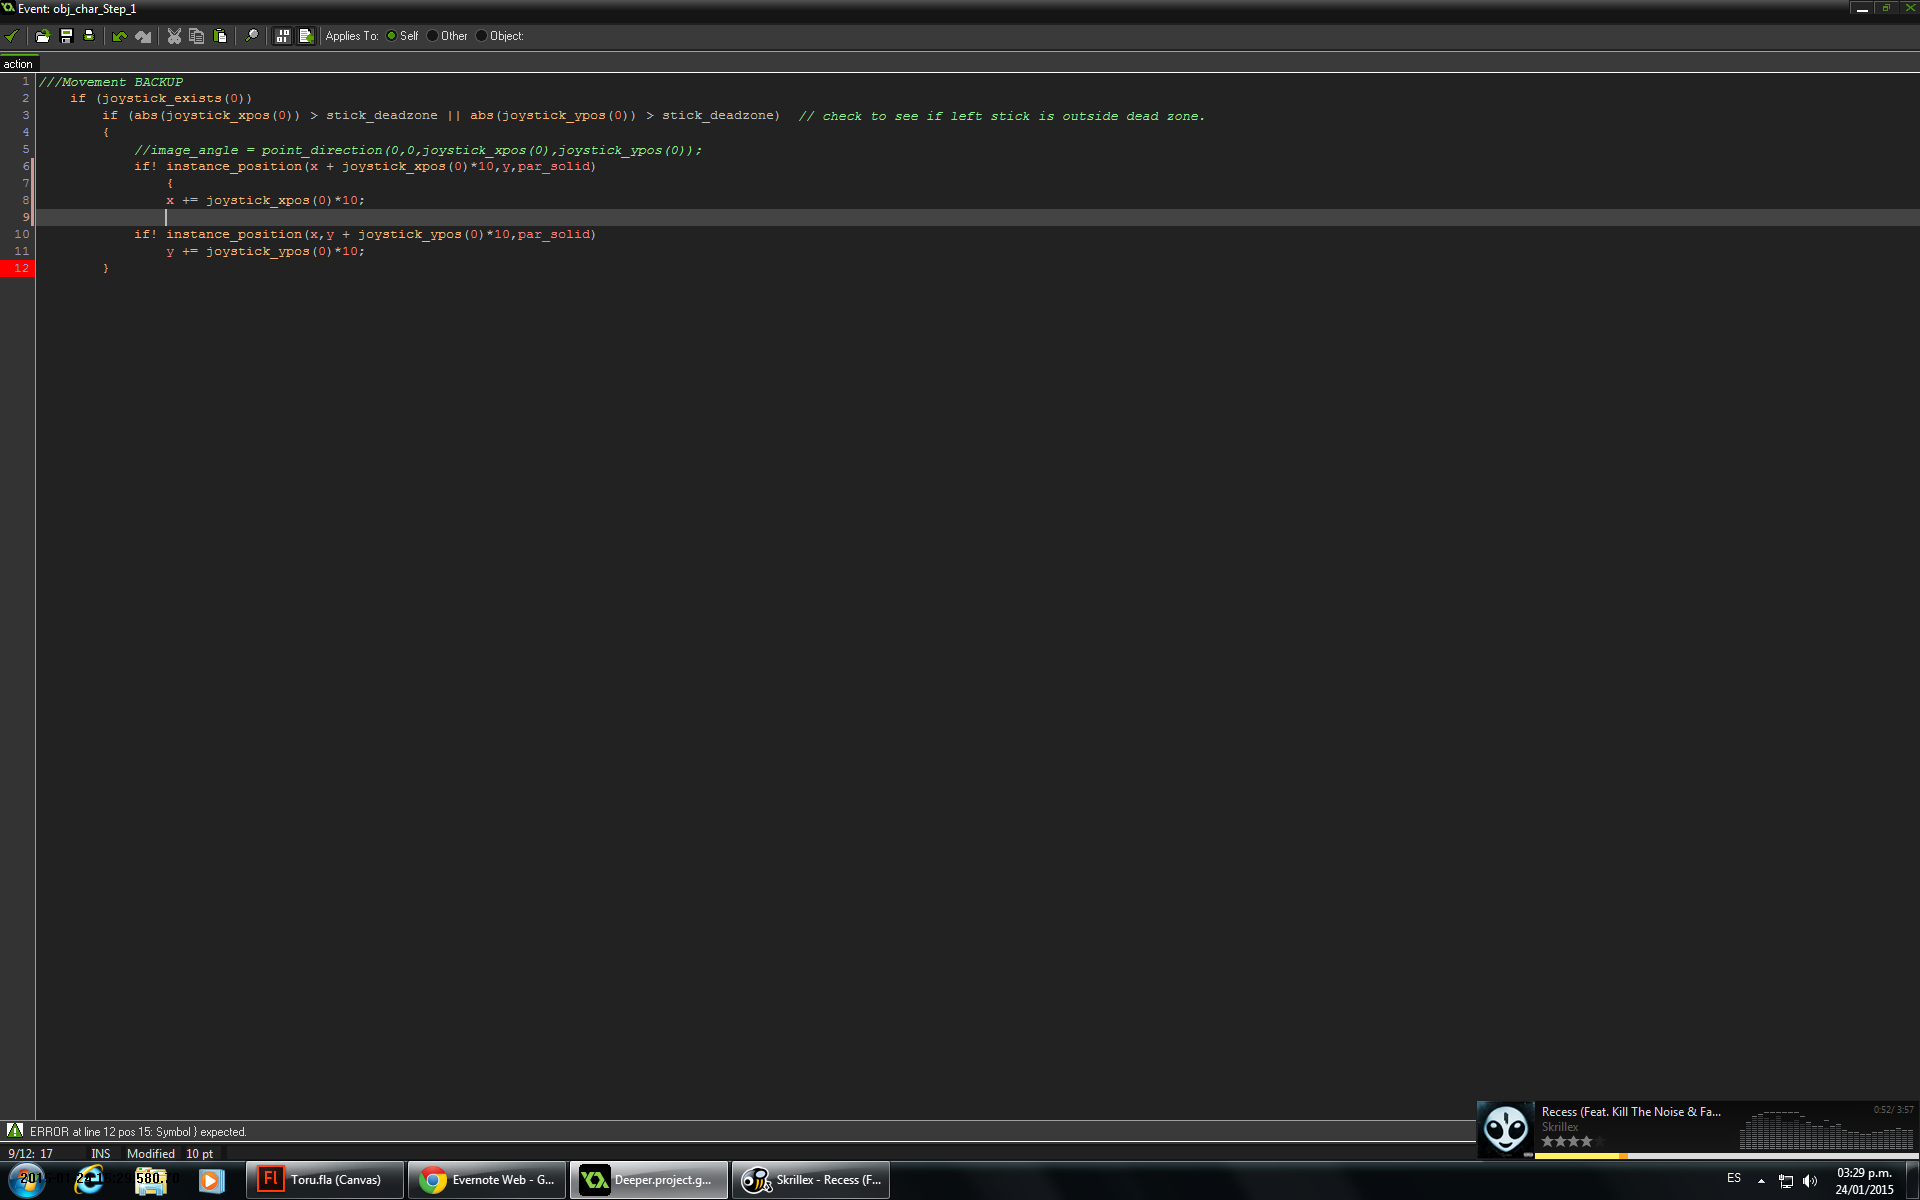 Event: obj_char_Step_1
Applies To: Self Other Object:
action
1 ///Movement BACKUP
2 if (joystick_exists(0))
3 if (abs(joystick_xpos(0)) > stick_deadzone || abs(joystick_ypos(0)) > stick_deadzone) // check to see if left stick is outside dead zone.
4 {
5 //image_angle = point_direction(0,0,joystick_xpos(0),joystick_ypos(0));
6 if! instance_position(x + joystick_xpos(0)*10,y,par_solid)
7 {
8 x += joystick_xpos(0)*10;
9
10 if! instance_position(x,y + joystick_ypos(0)*10,par_solid)
11 y += joystick_ypos(0)*10;
12 }
Recess (Feat. Kill The Noise & Fa...
0:52/ 3:57
Skrillex
ERROR at line 12 pos 15: Symbol } expected.
9/12: 17 INS Modified 10 pt
Fl Toru.fla (Canvas)
Evernote Web - G...
Deeper.project.g...
Skrillex - Recess (F...
ES
03:29 p.m.
24/01/2015